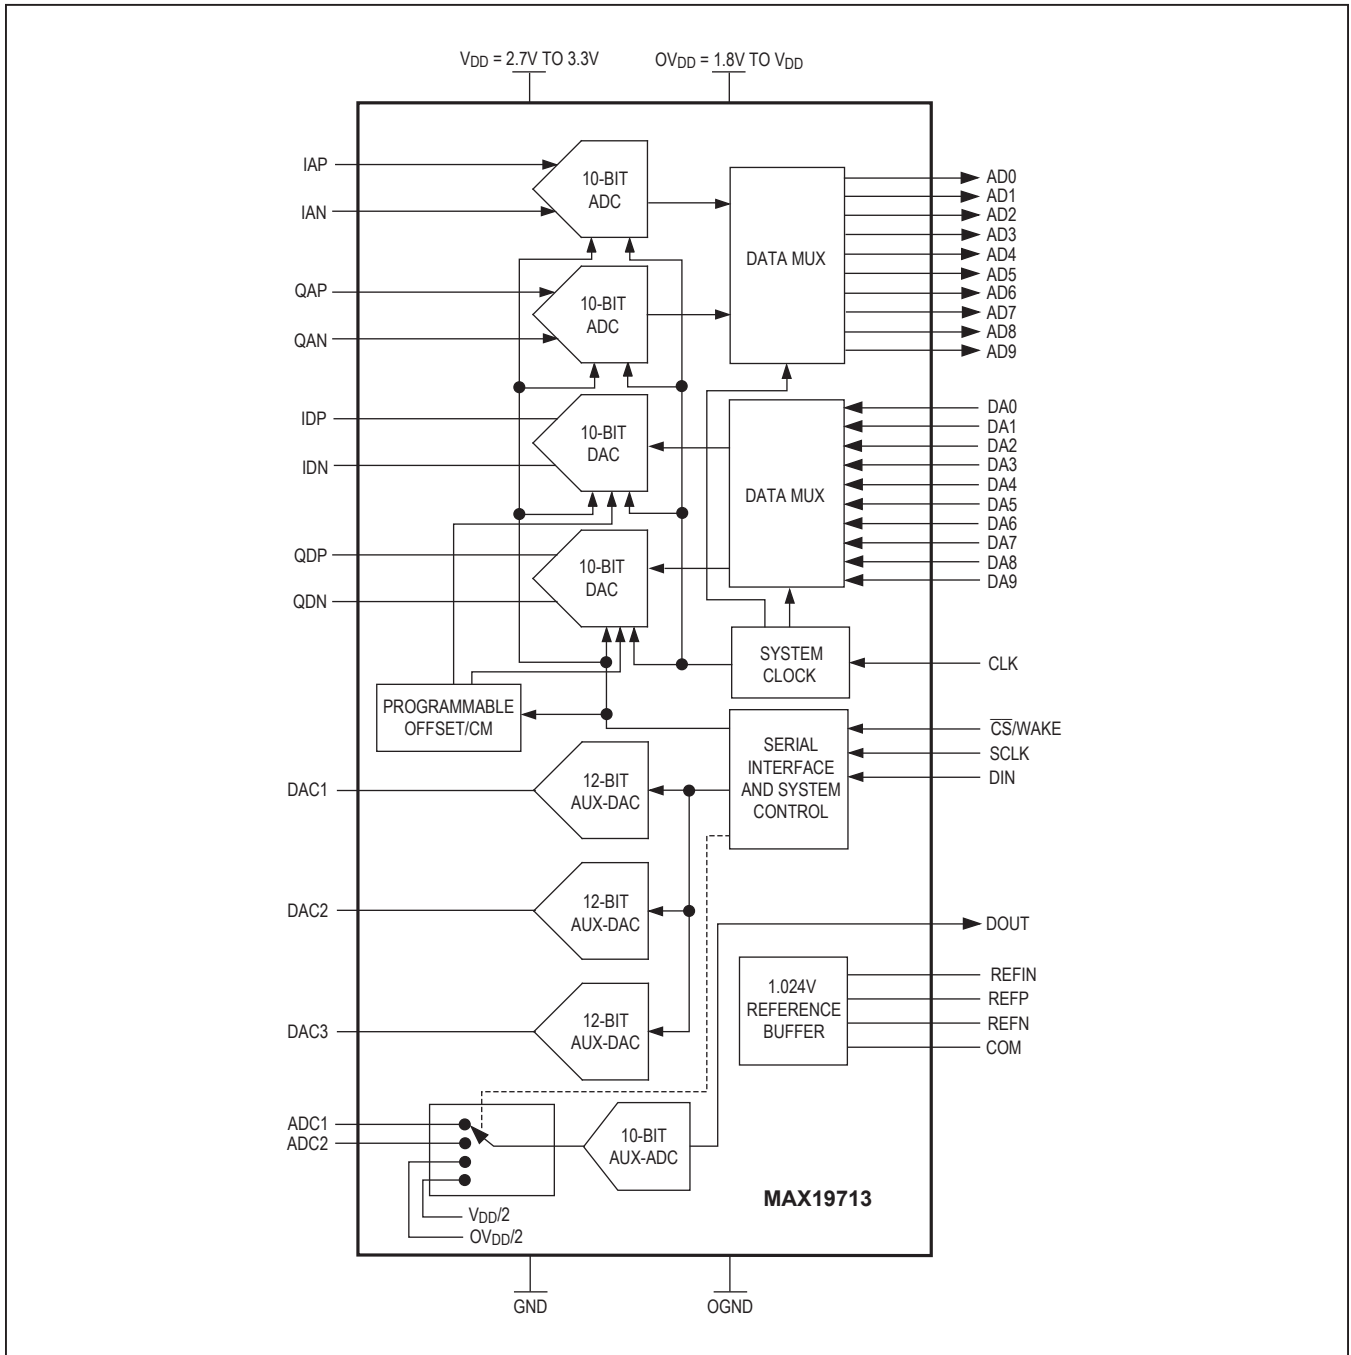 VDD = 2.7V TO 3.3V
OVDD = 1.8V TO VDD
IAP
IAN
10-BIT
ADC
QAP
QAN
10-BIT
ADC
DATA MUX
AD0
AD1
AD2
AD3
AD4
AD5
AD6
AD7
AD8
AD9
IDP
IDN
10-BIT
DAC
QDP
QDN
10-BIT
DAC
DATA MUX
DA0
DA1
DA2
DA3
DA4
DA5
DA6
DA7
DA8
DA9
SYSTEM
CLOCK
CLK
PROGRAMMABLE
OFFSET/CM
SERIAL
INTERFACE
AND SYSTEM
CONTROL
C̅S̅/WAKE
SCLK
DIN
DAC1
12-BIT
AUX-DAC
DAC2
12-BIT
AUX-DAC
DOUT
DAC3
12-BIT
AUX-DAC
1.024V
REFERENCE
BUFFER
REFIN
REFP
REFN
COM
ADC1
ADC2
10-BIT
AUX-ADC
VDD/2
OVDD/2
MAX19713
GND
OGND